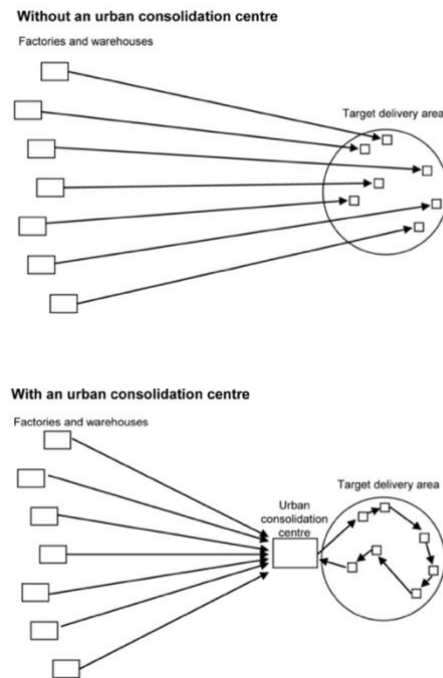 Without an urban consolidation centre
Factories and warehouses
Target delivery area
With an urban consolidation centre
Factories and warehouses
Target delivery area
Urban
consolidation
centre